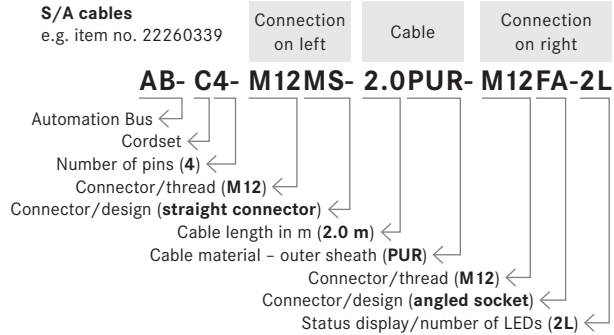 S/A cables
e.g. item no. 22260339
Connection
on left
Cable
Connection
on right
AB- C4- M12MS- 2.0PUR- M12FA-2L
Automation Bus
Cordset
Number of pins (4)
Connector/thread (M12)
Connector/design (straight connector)
Cable length in m (2.0 m)
Cable material – outer sheath (PUR)
Connector/thread (M12)
Connector/design (angled socket)
Status display/number of LEDs (2L)